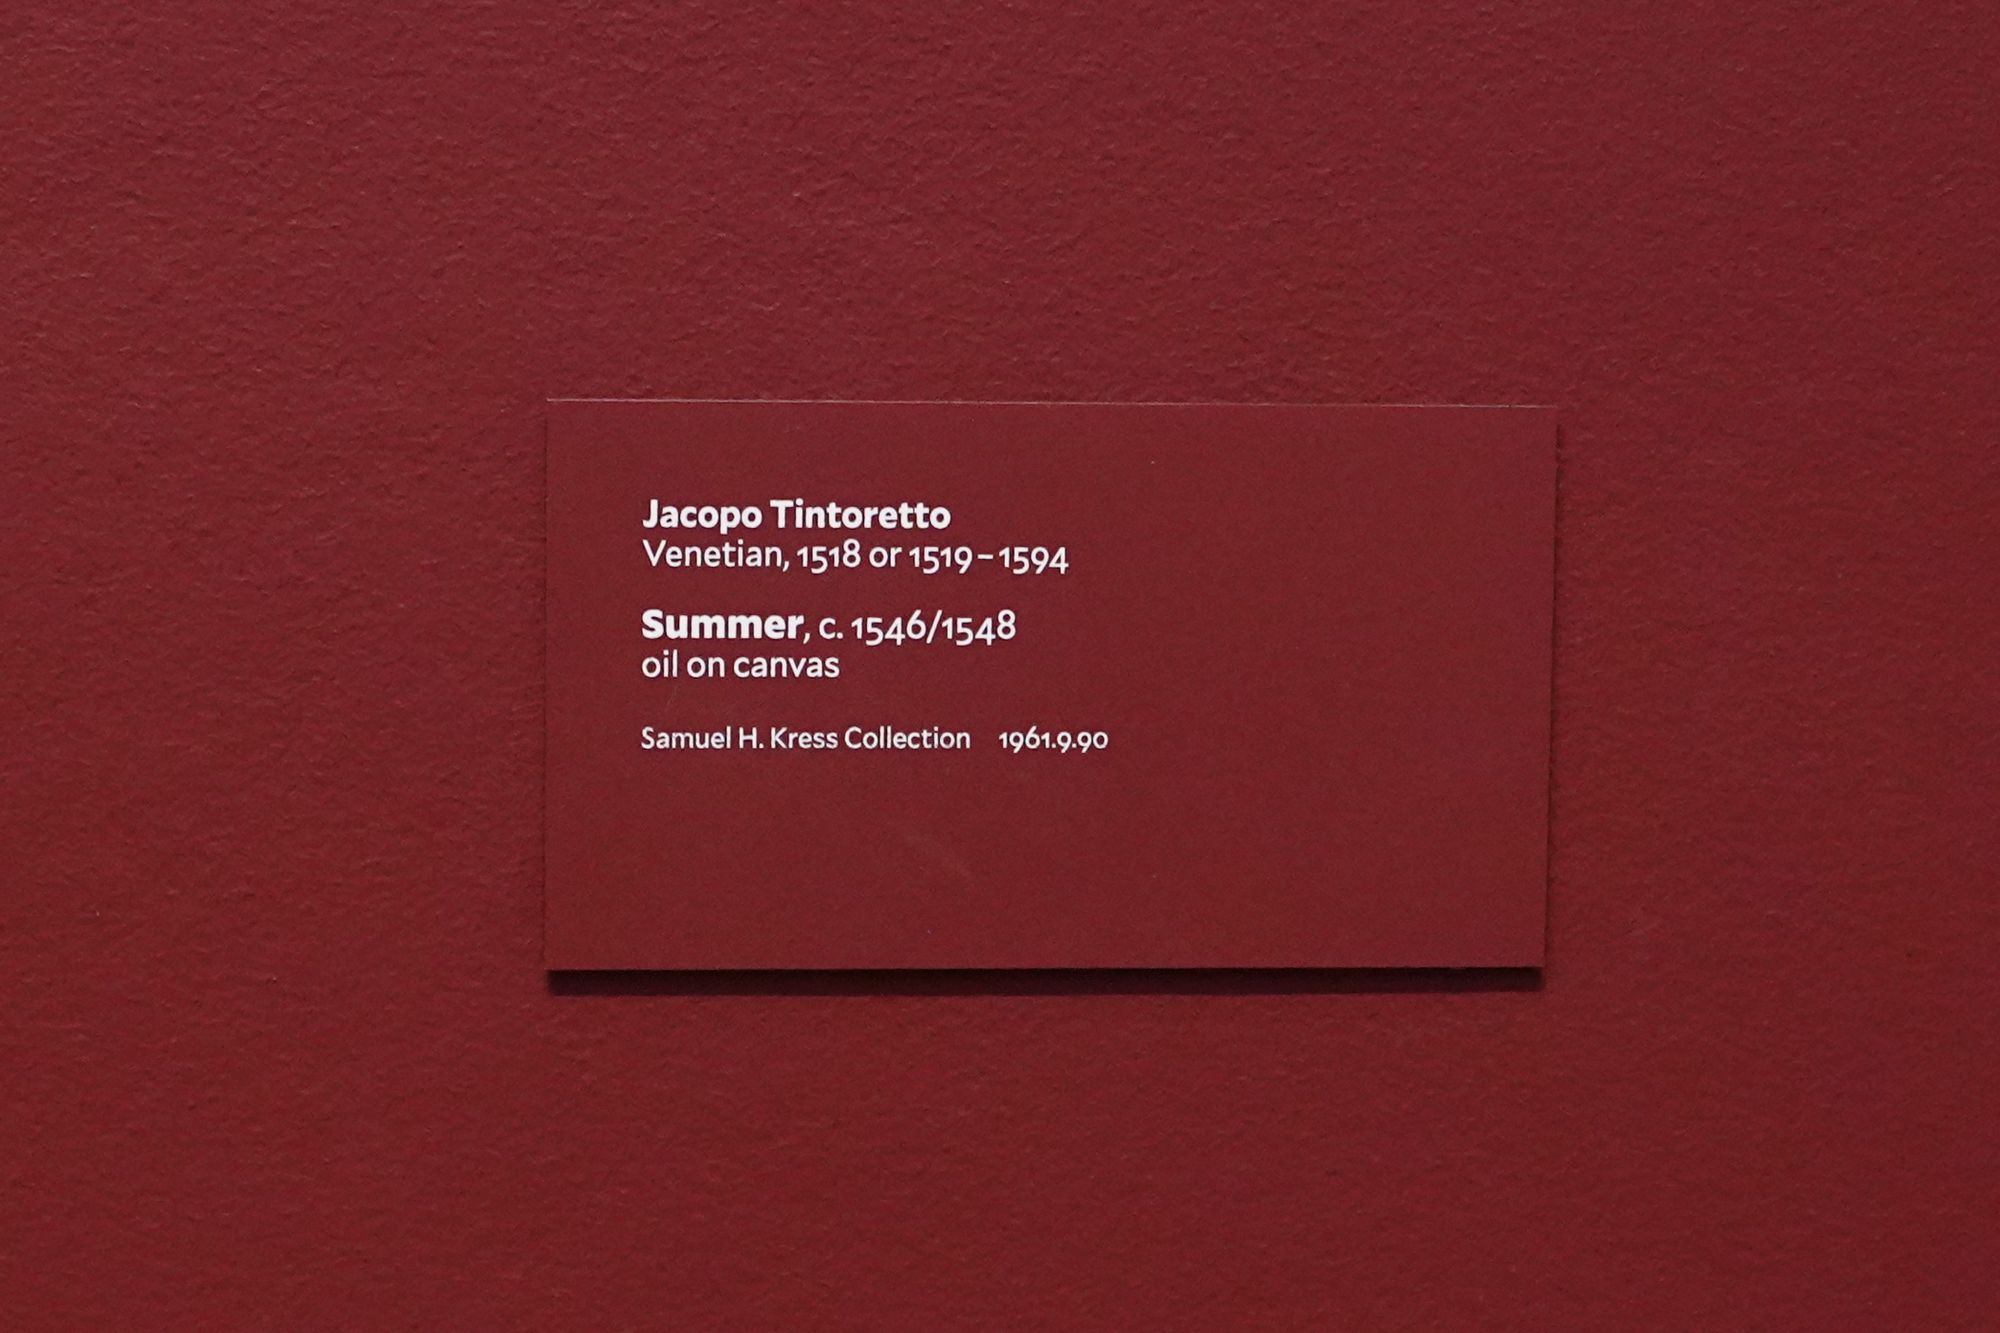 Jacopo Tintoretto
Venetian, 1518 or 1519 – 1594
Summer, c. 1546/1548
oil on canvas
Samuel H. Kress Collection 1961.9.90